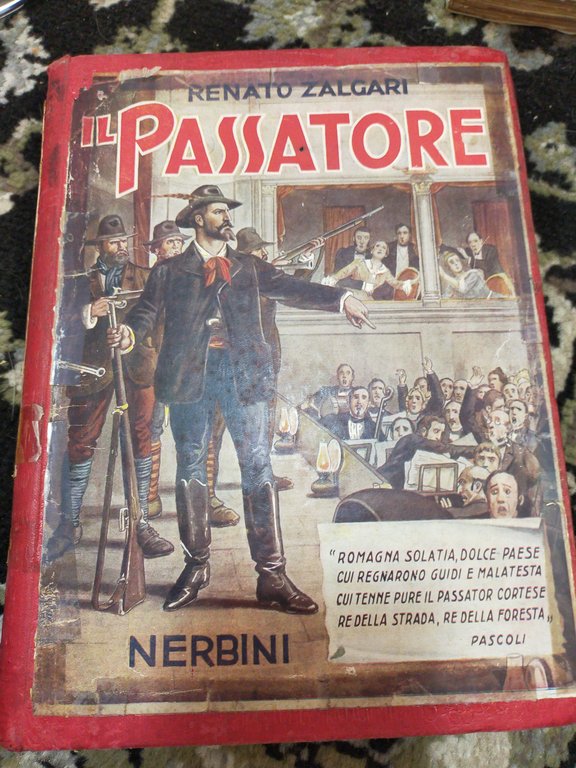 RENATO ZALGARI
IL PASSATORE
"ROMAGNA SOLATIA, DOLCE PAESE
CUI REGNARONO GUIDI E MALATESTA
CUI TENNE PURE IL PASSATOR CORTESE
RE DELLA STRADA, RE DELLA FORESTA"
PASCOLI
NERBINI